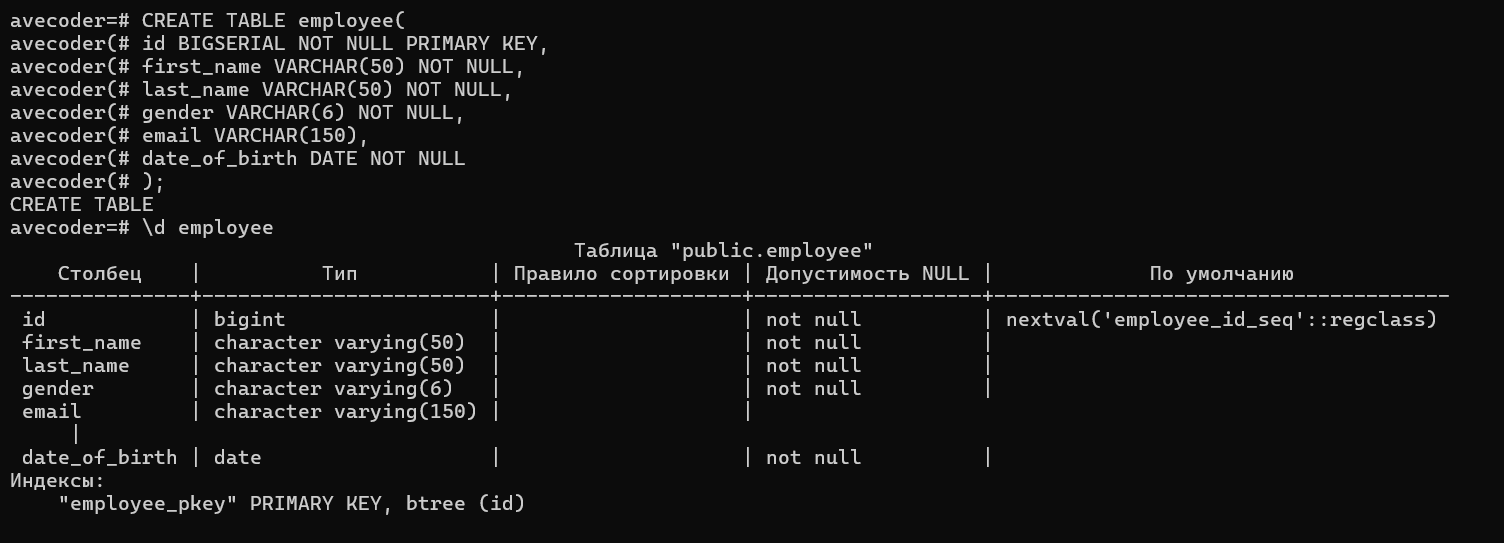 avecoder=# CREATE TABLE employee(
avecoder(# id BIGSERIAL NOT NULL PRIMARY KEY,
avecoder(# first_name VARCHAR(50) NOT NULL,
avecoder(# last_name VARCHAR(50) NOT NULL,
avecoder(# gender VARCHAR(6) NOT NULL,
avecoder(# email VARCHAR(150),
avecoder(# date_of_birth DATE NOT NULL
avecoder(# );
CREATE TABLE
avecoder=# \d employee
                                               Таблица "public.employee"
    Столбец    |          Тип           | Правило сортировки | Допустимость NULL |             По умолчанию
---------------+------------------------+--------------------+-------------------+--------------------------------------
 id            | bigint                 |                    | not null          | nextval('employee_id_seq'::regclass)
 first_name    | character varying(50)  |                    | not null          |
 last_name     | character varying(50)  |                    | not null          |
 gender        | character varying(6)   |                    | not null          |
 email         | character varying(150) |                    |
     |
 date_of_birth | date                   |                    | not null          |
Индексы:
    "employee_pkey" PRIMARY KEY, btree (id)